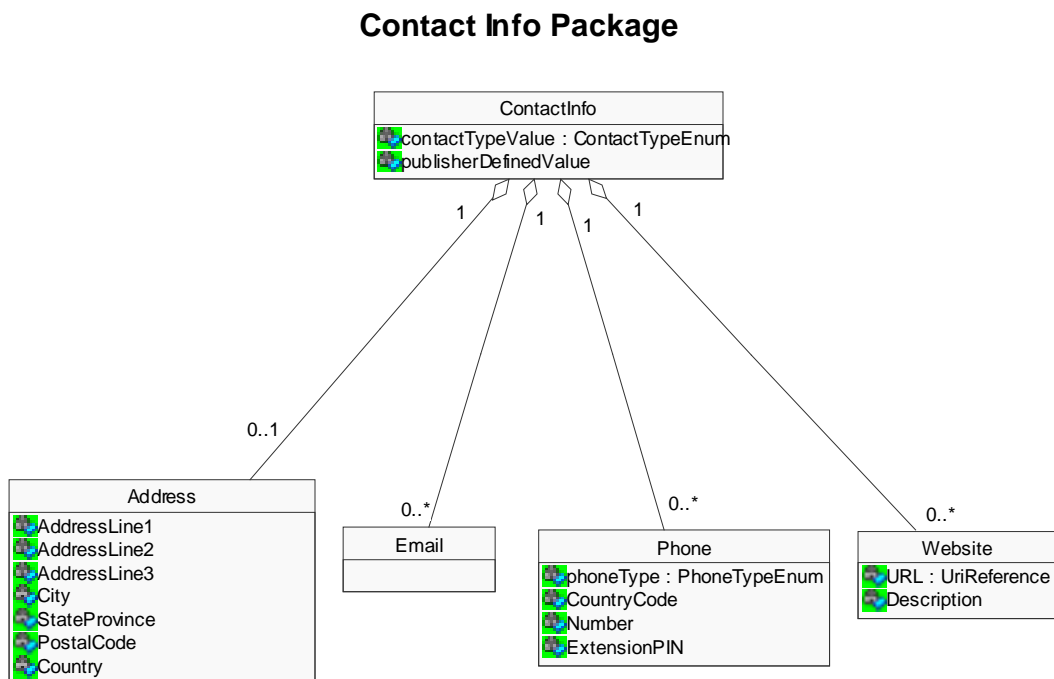 Contact Info Package
ContactInfo
contactTypeValue : ContactTypeEnum
publisherDefinedValue
1
1
1
1
0..1
0..*
0..*
0..*
Address
AddressLine1
AddressLine2
AddressLine3
City
StateProvince
PostalCode
Country
Email
Phone
phoneType : PhoneTypeEnum
CountryCode
Number
ExtensionPIN
Website
URL : UriReference
Description